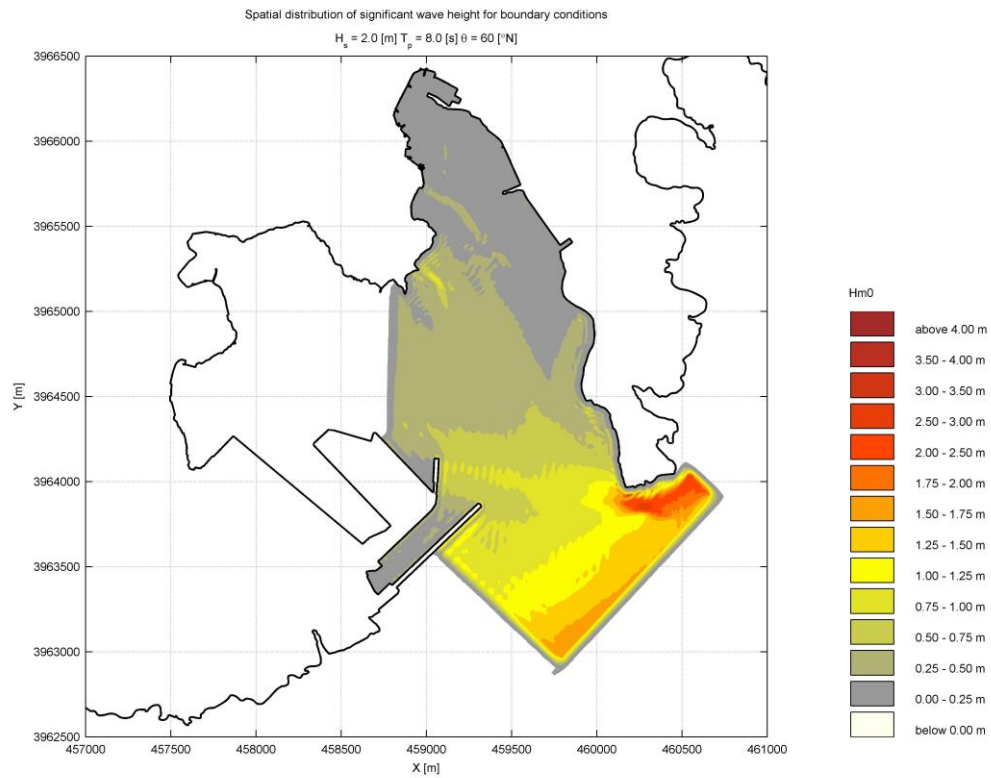 Spatial distribution of significant wave height for boundary conditions
H_s = 2.0 [m] T_p = 8.0 [s] θ = 60 [°N]
3966500
3966000
3965500
3965000
3964500
3964000
3963500
3963000
3962500
Y [m]
457000 457500 458000 458500 459000 459500 460000 460500 461000
X [m]
Hm0
above 4.00 m
3.50 - 4.00 m
3.00 - 3.50 m
2.50 - 3.00 m
2.00 - 2.50 m
1.75 - 2.00 m
1.50 - 1.75 m
1.25 - 1.50 m
1.00 - 1.25 m
0.75 - 1.00 m
0.50 - 0.75 m
0.25 - 0.50 m
0.00 - 0.25 m
below 0.00 m